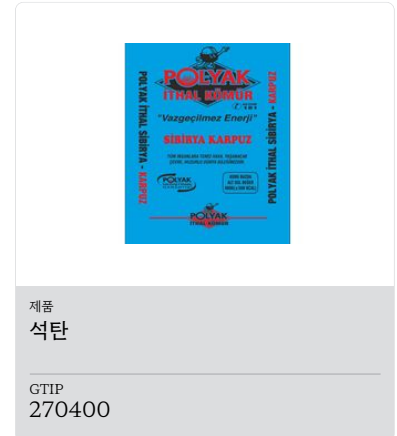 POLYAK
İTHAL KÖMÜR
"Vazgeçilmez Enerji"
SİBİRYA KARPUZ
POLYAK İTHAL SİBİRYA - KARPUZ
POLYAK İTHAL SİBİRYA - KARPUZ
POLYAK
POLYAK
İTHAL KÖMÜR
제품
석탄
GTIP
270400